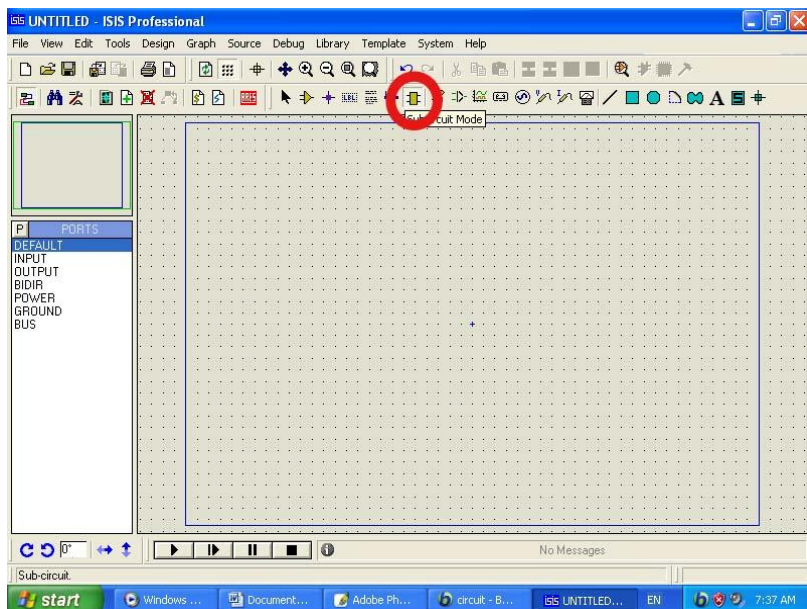 ISIS UNTITLED - ISIS Professional
File View Edit Tools Design Graph Source Debug Library Template System Help
A
Mode
P PORTS
DEFAULT
INPUT
OUTPUT
BIDIR
POWER
GROUND
BUS
0°
No Messages
Sub-circuit.
start Windows ... Document... Adobe Ph... circuit - B... ISIS UNTITLED... EN 7:37 AM